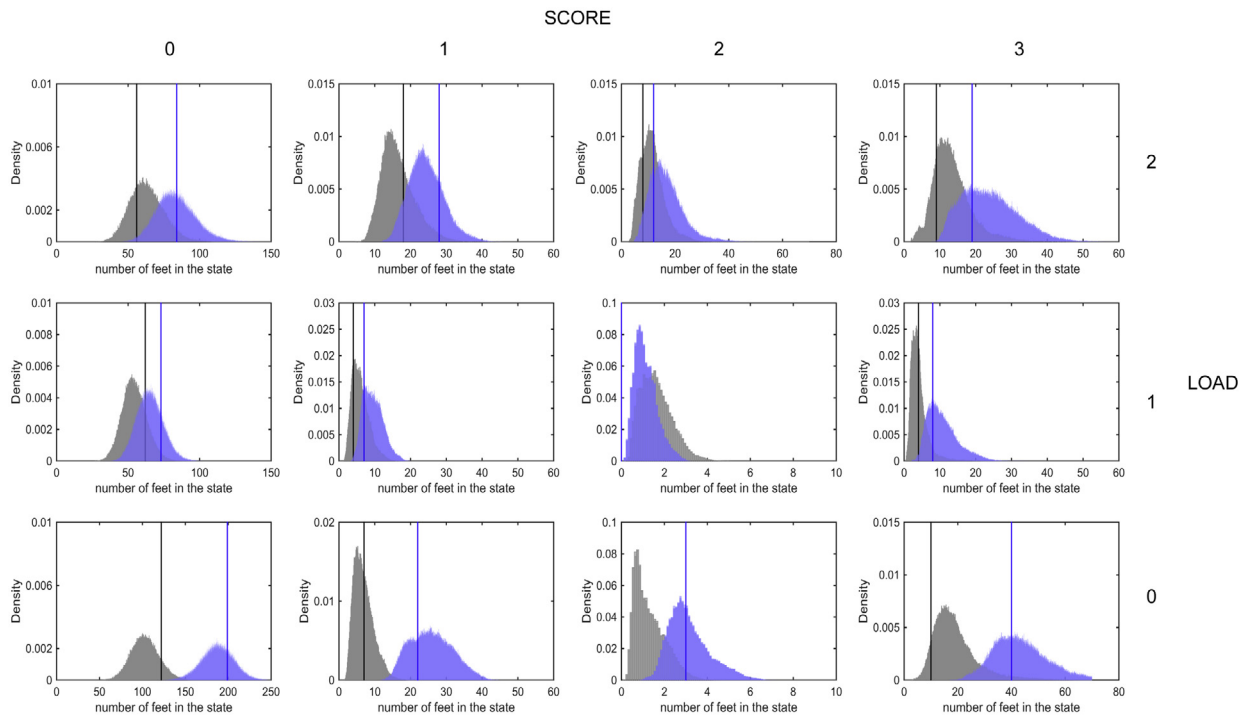 SCORE
0 1 2 3
0.01 0.015 0.015 0.015
0.008 0.01 0.01 0.01
0.006 0.005 0.005 0.005
0.004 0 0 0
0.002
0
Density Density Density Density
0 50 100 150 0 10 20 30 40 50 60 0 20 40 60 80 0 10 20 30 40 50 60
number of feet in the state number of feet in the state number of feet in the state number of feet in the state
2
0.01 0.03 0.1 0.03
0.008 0.025 0.08 0.025
0.006 0.02 0.06 0.02
0.004 0.015 0.04 0.015
0.002 0.01 0.02 0.01
0 0.005 0 0.005
0 0
Density Density Density Density
0 50 100 150 0 10 20 30 40 50 60 0 2 4 6 8 10 0 10 20 30 40 50 60
number of feet in the state number of feet in the state number of feet in the state number of feet in the state
1
LOAD
0.01 0.02 0.1 0.015
0.006 0.01 0.08 0.01
0.002 0 0.06 0.005
0 0.04 0
0.02
0
Density Density Density Density
0 50 100 150 200 250 0 10 20 30 40 50 60 0 2 4 6 8 10 0 20 40 60 80
number of feet in the state number of feet in the state number of feet in the state number of feet in the state
0